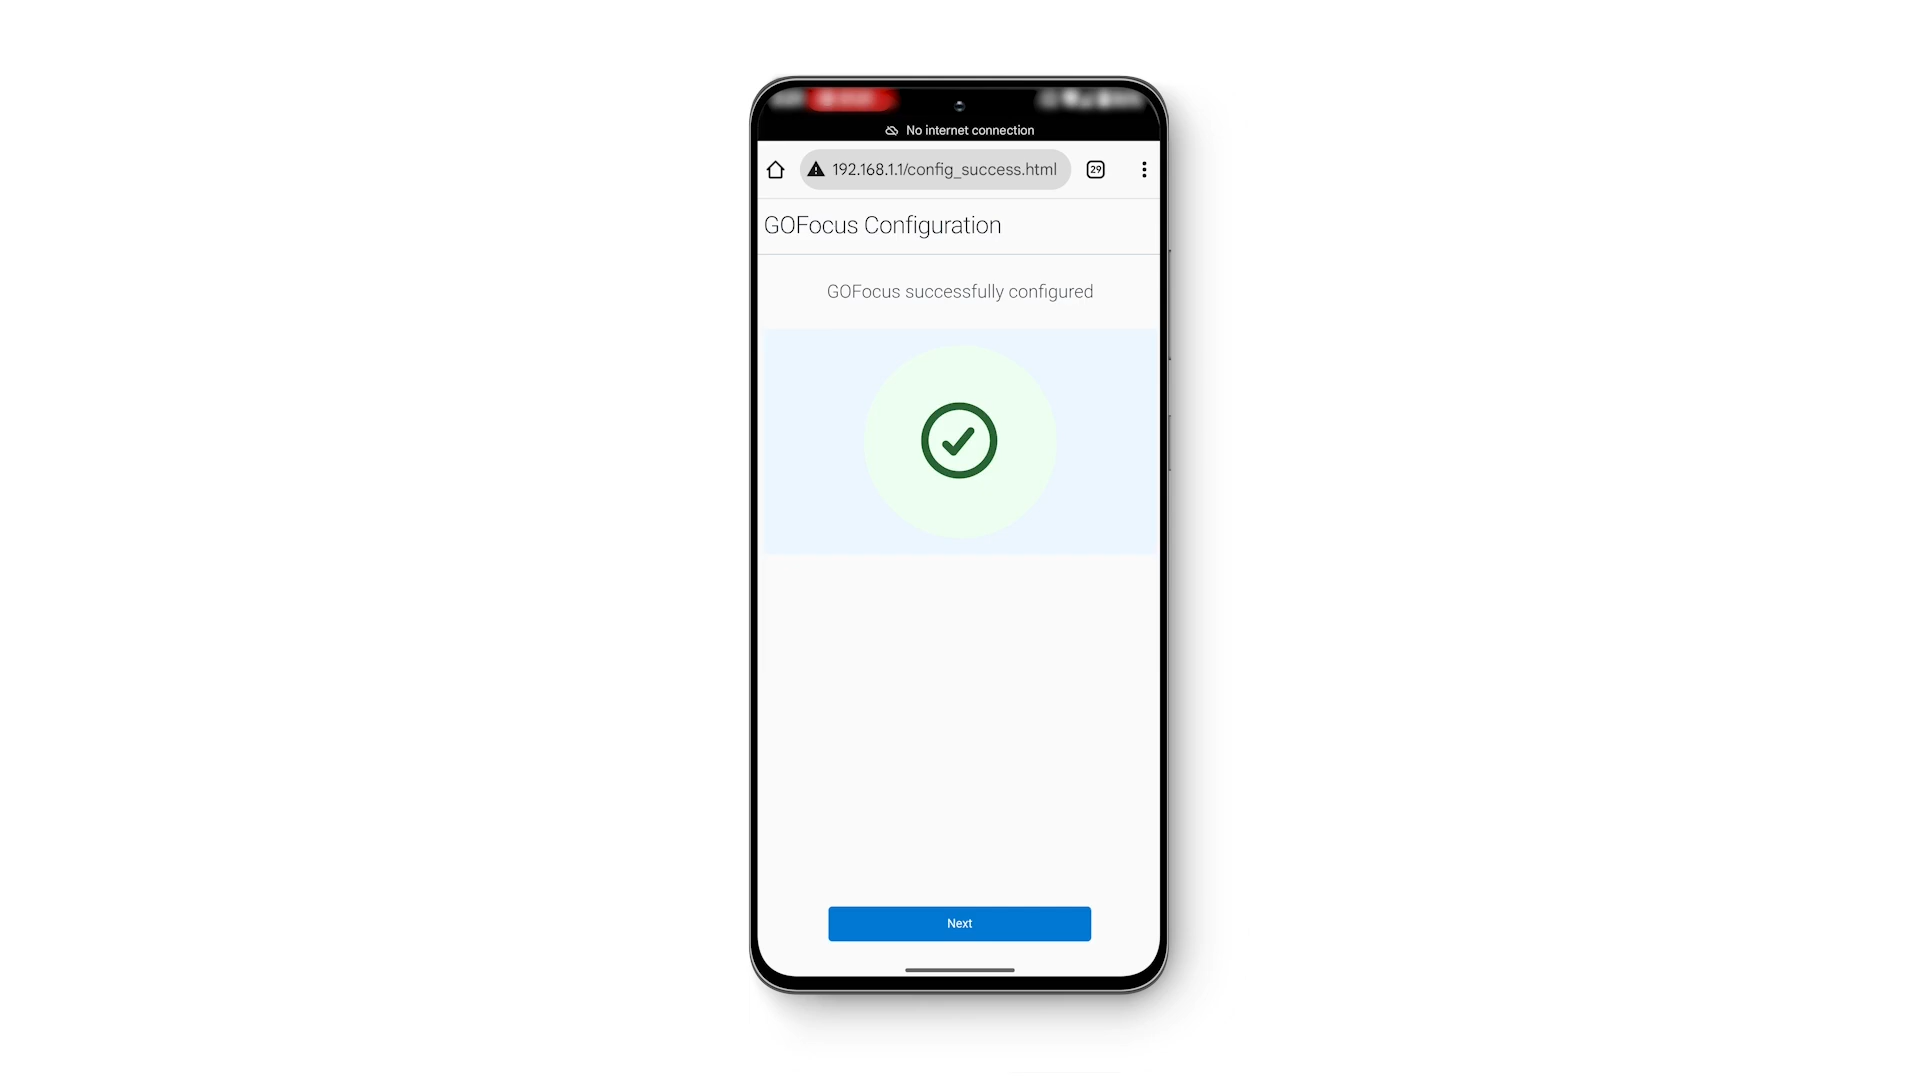 No internet connection
192.168.1.1/config_success.html
29
GOFocus Configuration
GOFocus successfully configured
Next